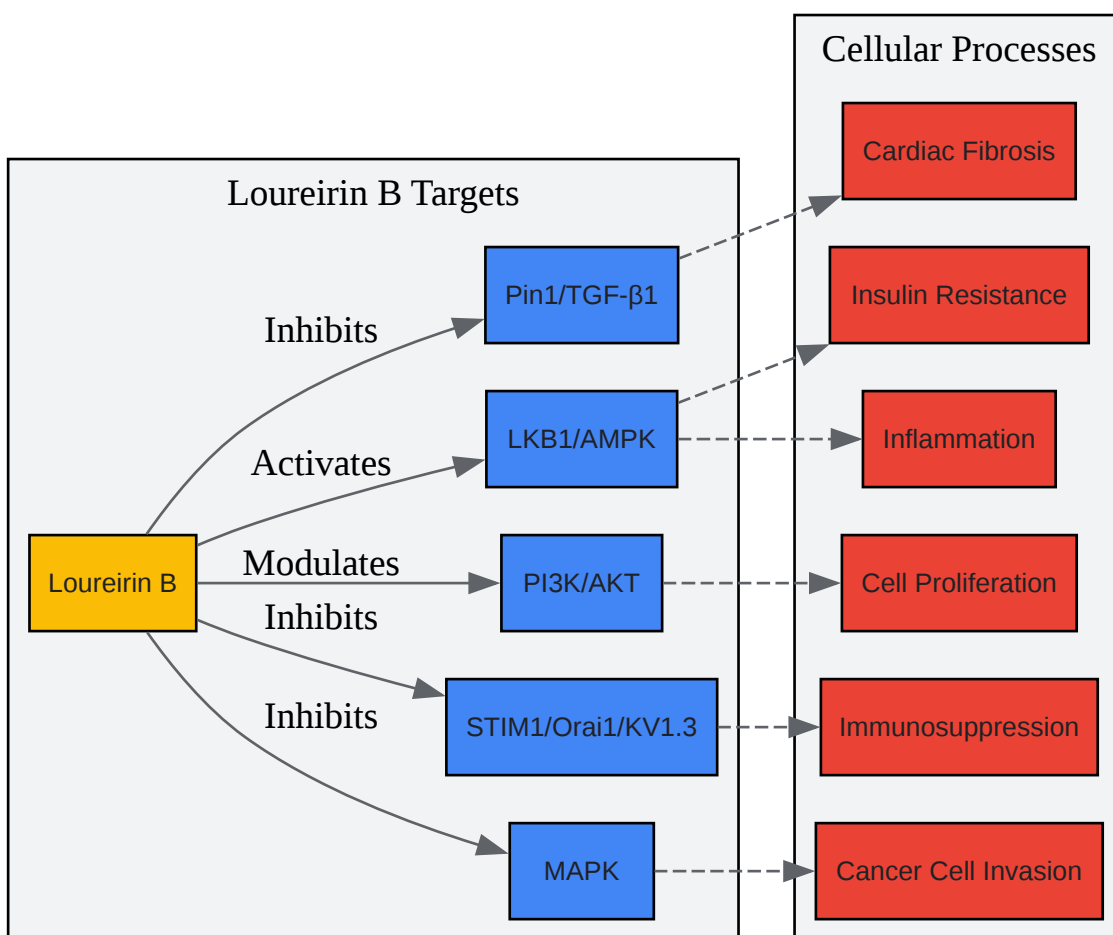 Cellular Processes
Cardiac Fibrosis
Loureirin B Targets
Pin1/TGF-β1
Insulin Resistance
Inhibits
LKB1/AMPK
Inflammation
Activates
Loureirin B
Modulates
PI3K/AKT
Cell Proliferation
Inhibits
STIM1/Orai1/KV1.3
Immunosuppression
Inhibits
MAPK
Cancer Cell Invasion